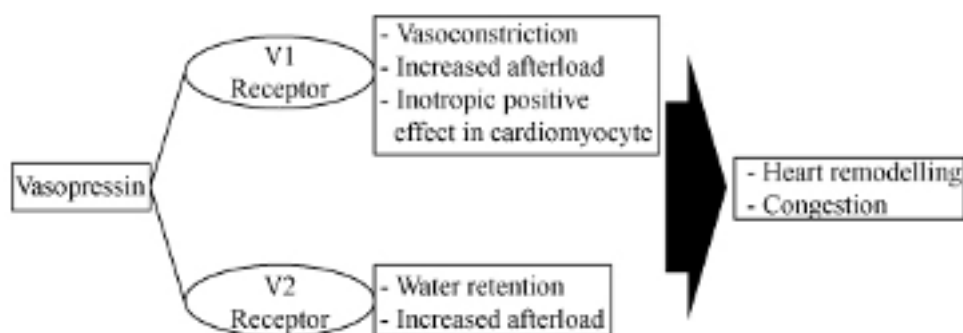 V1
Receptor
- Vasoconstriction
- Increased afterload
- Inotropic positive
effect in cardiomyocyte
Vasopressin
- Heart remodelling
- Congestion
V2
Receptor
- Water retention
- Increased afterload